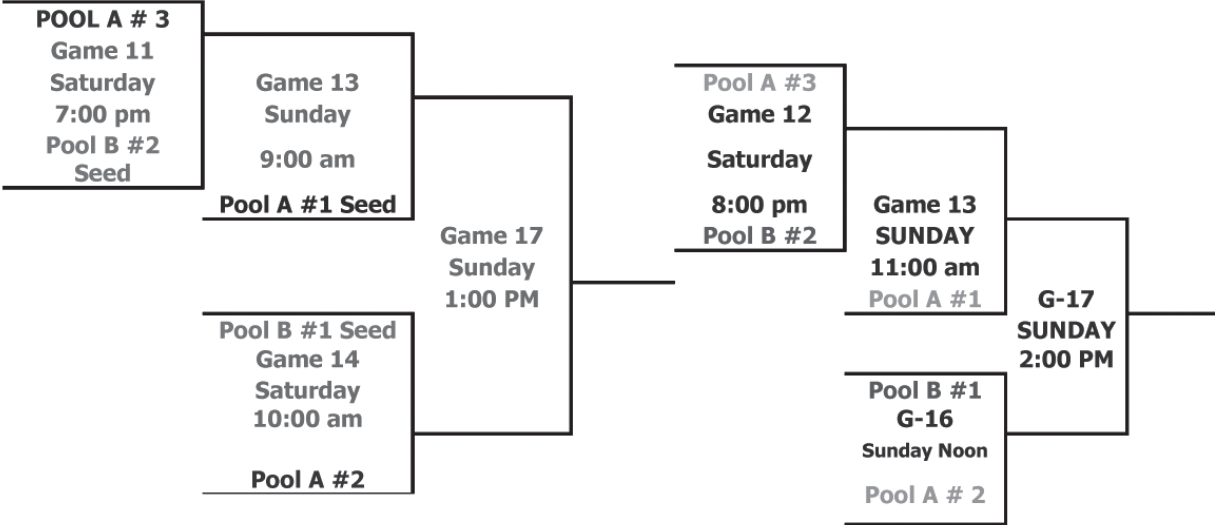 POOL A # 3
Game 11
Saturday
7:00 pm
Pool B #2
Seed
Game 13
Sunday
9:00 am
Pool A #1 Seed
Game 17
Sunday
1:00 PM
Pool B #1 Seed
Game 14
Saturday
10:00 am
Pool A #2
Pool A #3
Game 12
Saturday
8:00 pm
Pool B #2
Game 13
SUNDAY
11:00 am
Pool A #1
G-17
SUNDAY
2:00 PM
Pool B #1
G-16
Sunday Noon
Pool A # 2